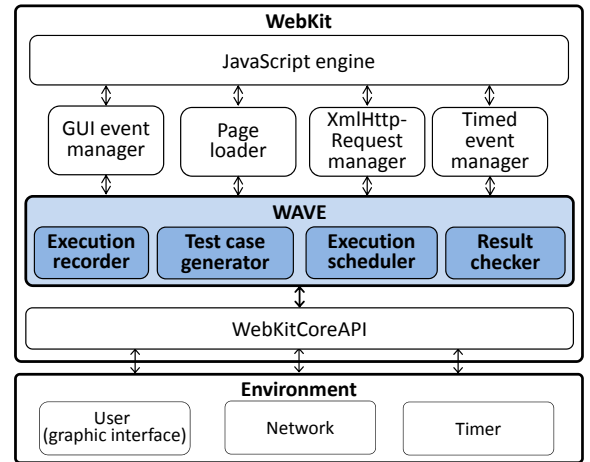 WebKit
JavaScript engine
GUI event
manager
Page
loader
XmlHttp-
Request
manager
Timed
event
manager
WAVE
Execution
recorder
Test case
generator
Execution
scheduler
Result
checker
WebKitCoreAPI
Environment
User
(graphic interface)
Network
Timer